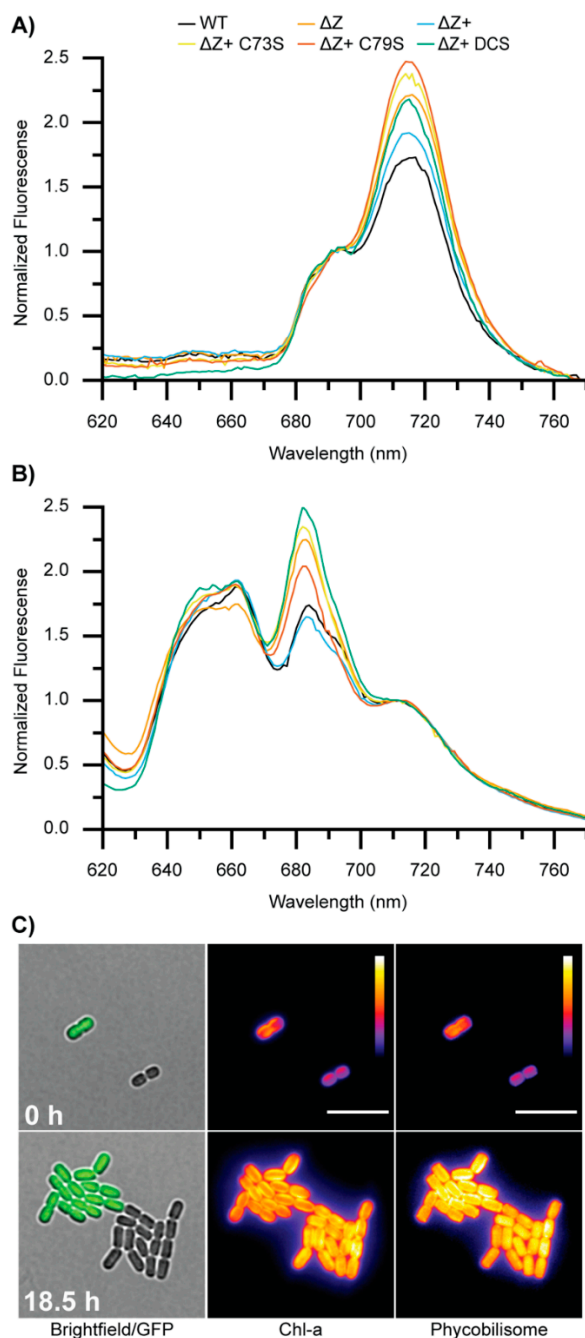 A)
WT ΔZ ΔZ+
ΔZ+ C73S ΔZ+ C79S ΔZ+ DCS
2.5
2.0
1.5
1.0
0.5
0.0
Normalized Fluorescense
620 640 660 680 700 720 740 760
Wavelength (nm)
B)
2.5
2.0
1.5
1.0
0.5
0.0
Normalized Fluorescense
620 640 660 680 700 720 740 760
Wavelength (nm)
C)
0 h
18.5 h
Brightfield/GFP Chl-a Phycobilisome